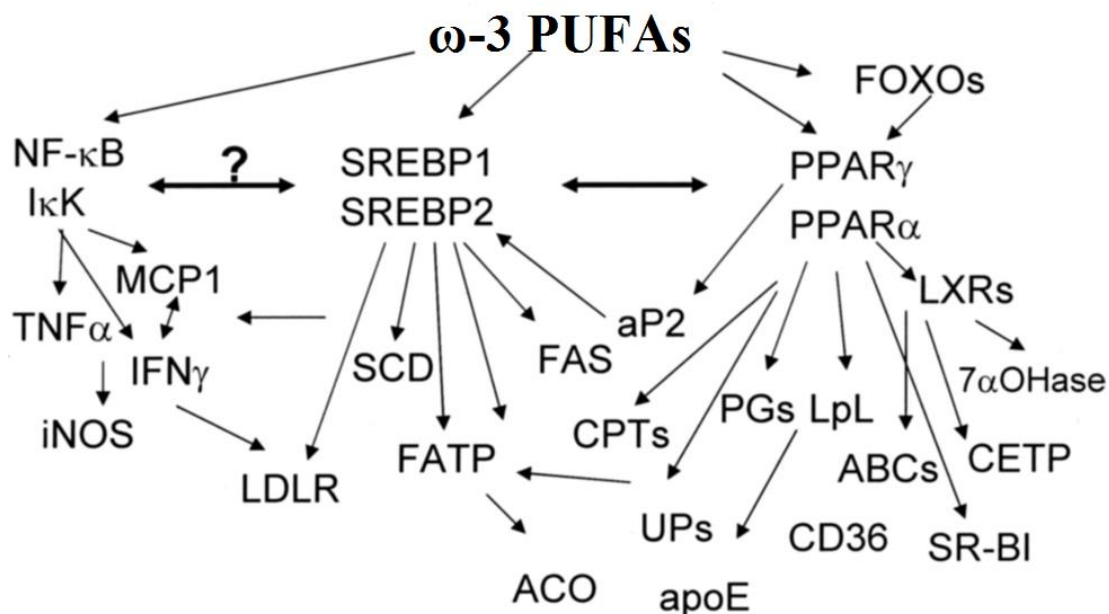 ω-3 PUFAs
FOXOs
NF-κB
IκK
?
SREBP1
SREBP2
PPARγ
PPARα
MCP1
TNFα
IFNγ
iNOS
LDLR
SCD
FAS
aP2
FATP
ACO
CPTs
PGs
LpL
UPs
apoE
LXRs
7αOHase
ABCs
CETP
CD36
SR-BI